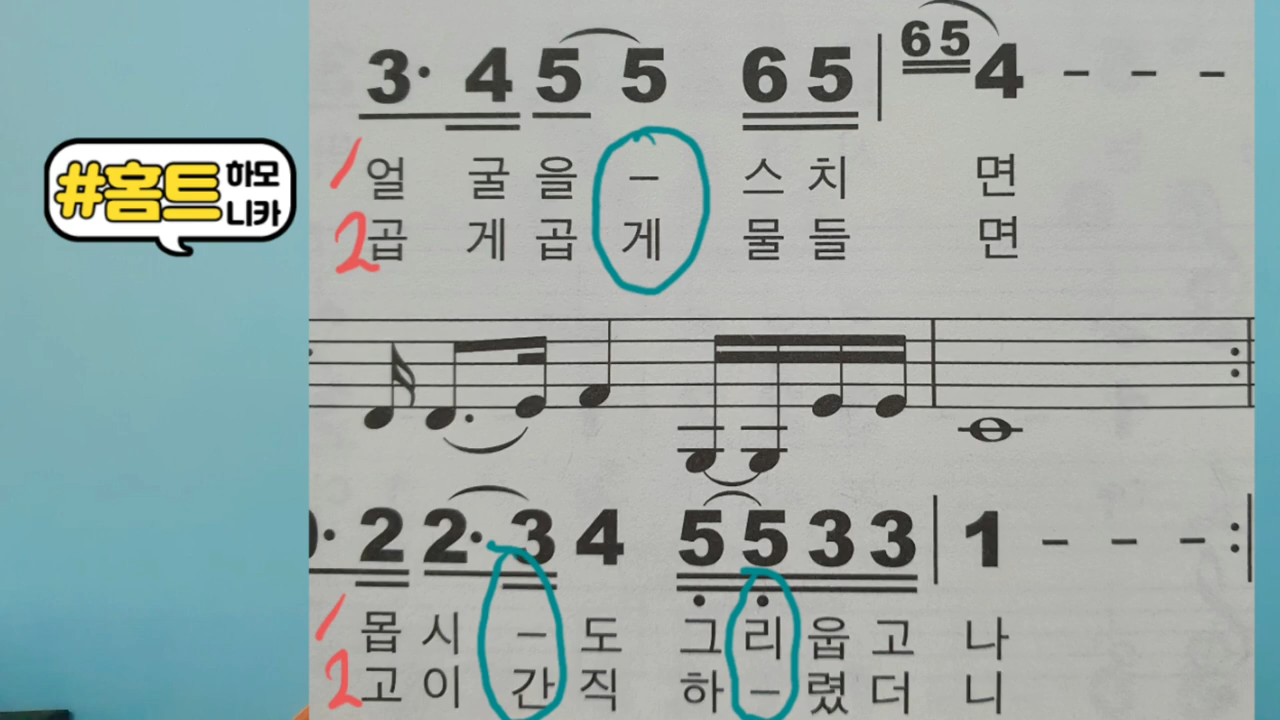 #홈트 하모
니카
65
3· 4 5 5 6 5 | 4 – – –
1 얼 굴 을 – 스 치 면
2 곱 게 곱 게 물 들 면
· 2 2· 3 4 5 5 3 3 | 1 – – –
1 몹 시 – 도 그 리 웁 고 나
2 고 이 간 직 하 – 렸 더 니